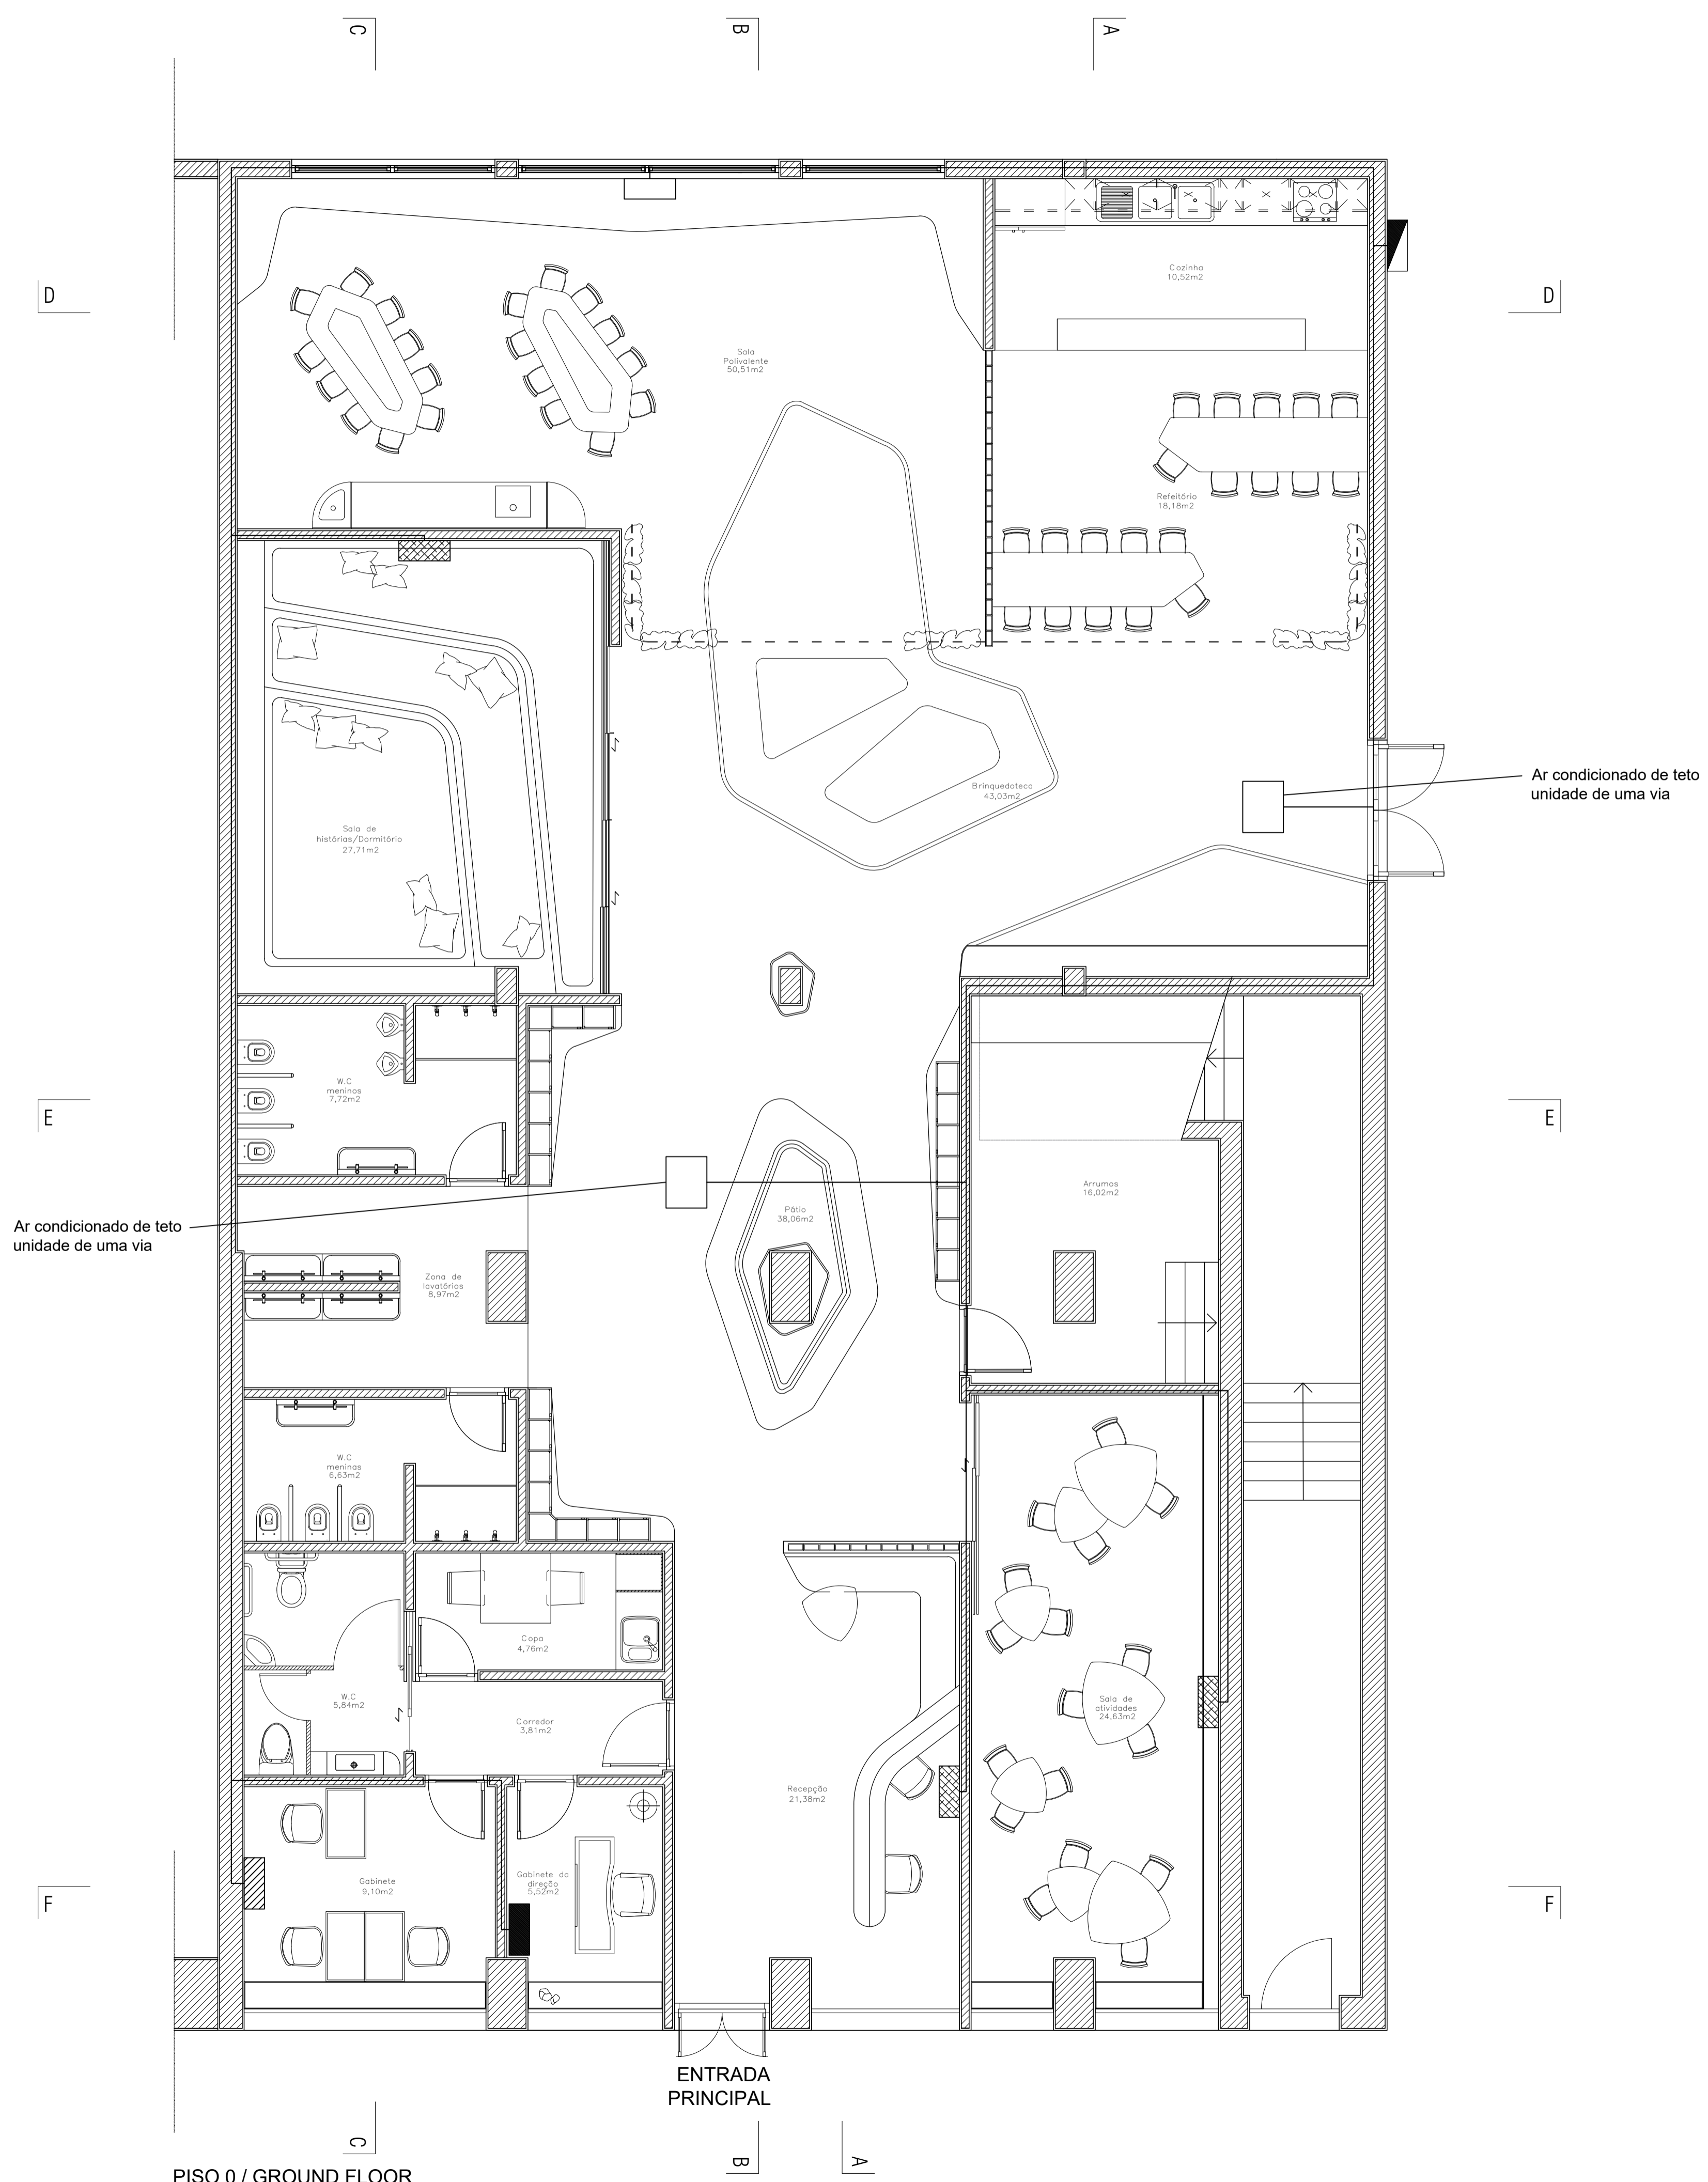 C
B
A
D
D
Cozinha
10,52m2
Sala
Polivalente
50,51m2
Refeitório
18,18m2
Ar condicionado de teto
unidade de uma via
Brinquedoteca
43,03m2
Sala de
histórias/Dormitório
27,71m2
E
E
W.C
meninos
7,72m2
Arrumos
16,02m2
Pátio
38,06m2
Ar condicionado de teto
unidade de uma via
Zona de
lavatórios
8,97m2
W.C
meninas
6,63m2
Copa
4,76m2
W.C
5,84m2
Corredor
3,81m2
Sala de
atividades
24,63m2
Recepção
21,38m2
Gabinete
9,10m2
Gabinete da
direção
5,52m2
F
F
ENTRADA
PRINCIPAL
C
B
A
PISO 0 / GROUND FLOOR